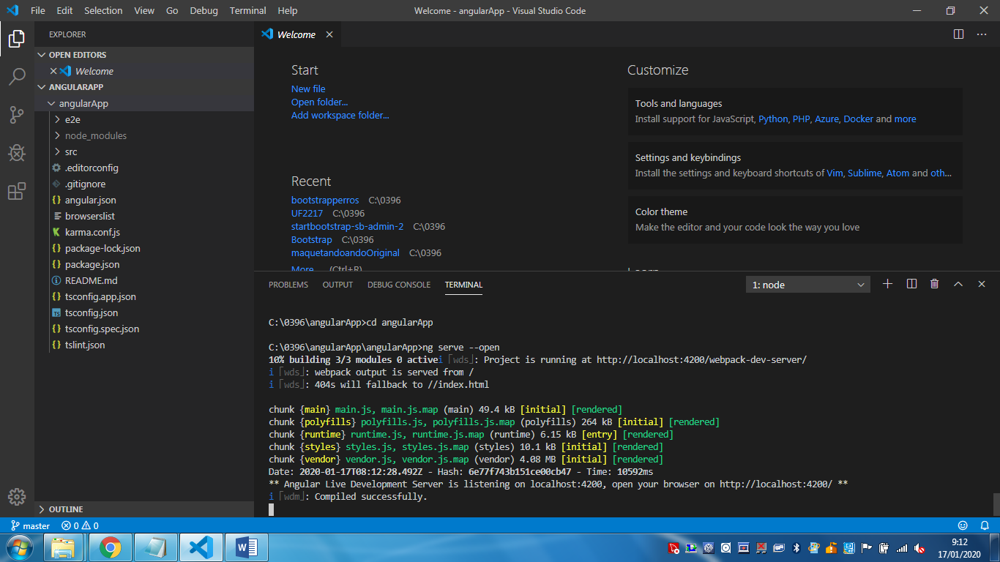 File Edit Selection View Go Debug Terminal Help
Welcome - angularApp - Visual Studio Code
EXPLORER
OPEN EDITORS
Welcome
ANGULARAPP
angularApp
e2e
node_modules
src
.editorconfig
.gitignore
angular.json
browserslist
karma.conf.js
package-lock.json
package.json
README.md
tsconfig.app.json
tsconfig.json
tsconfig.spec.json
tslint.json
OUTLINE
Welcome
Start
New file
Open folder...
Add workspace folder...
Recent
bootstrapperros C:\0396
UF2217 C:\0396
startbootstrap-sb-admin-2 C:\0396
Bootstrap C:\0396
maquetandoandoOriginal C:\0396
More... (Ctrl+R)
Customize
Tools and languages
Install support for JavaScript, Python, PHP, Azure, Docker and more
Settings and keybindings
Install the settings and keyboard shortcuts of Vim, Sublime, Atom and oth...
Color theme
Make the editor and your code look the way you love
Learn
PROBLEMS OUTPUT DEBUG CONSOLE TERMINAL
1: node
C:\0396\angularApp>cd angularApp
C:\0396\angularApp\angularApp>ng serve --open
10% building 3/3 modules 0 activei ｢wds｣: Project is running at http://localhost:4200/webpack-dev-server/
i ｢wds｣: webpack output is served from /
i ｢wds｣: 404s will fallback to //index.html
chunk {main} main.js, main.js.map (main) 49.4 kB [initial] [rendered]
chunk {polyfills} polyfills.js, polyfills.js.map (polyfills) 264 kB [initial] [rendered]
chunk {runtime} runtime.js, runtime.js.map (runtime) 6.15 kB [entry] [rendered]
chunk {styles} styles.js, styles.js.map (styles) 10.1 kB [initial] [rendered]
chunk {vendor} vendor.js, vendor.js.map (vendor) 4.08 MB [initial] [rendered]
Date: 2020-01-17T08:12:28.492Z - Hash: 6e77f743b151ce00cb47 - Time: 10592ms
** Angular Live Development Server is listening on localhost:4200, open your browser on http://localhost:4200/ **
i ｢wdm｣: Compiled successfully.
master 0 0
9:12
17/01/2020